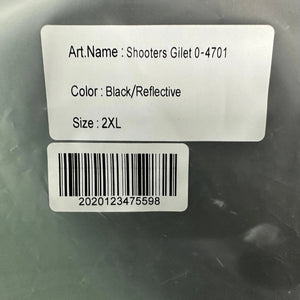 Art.Name : Shooters Gilet 0-4701
Color : Black/Reflective
Size : 2XL
2020123475598